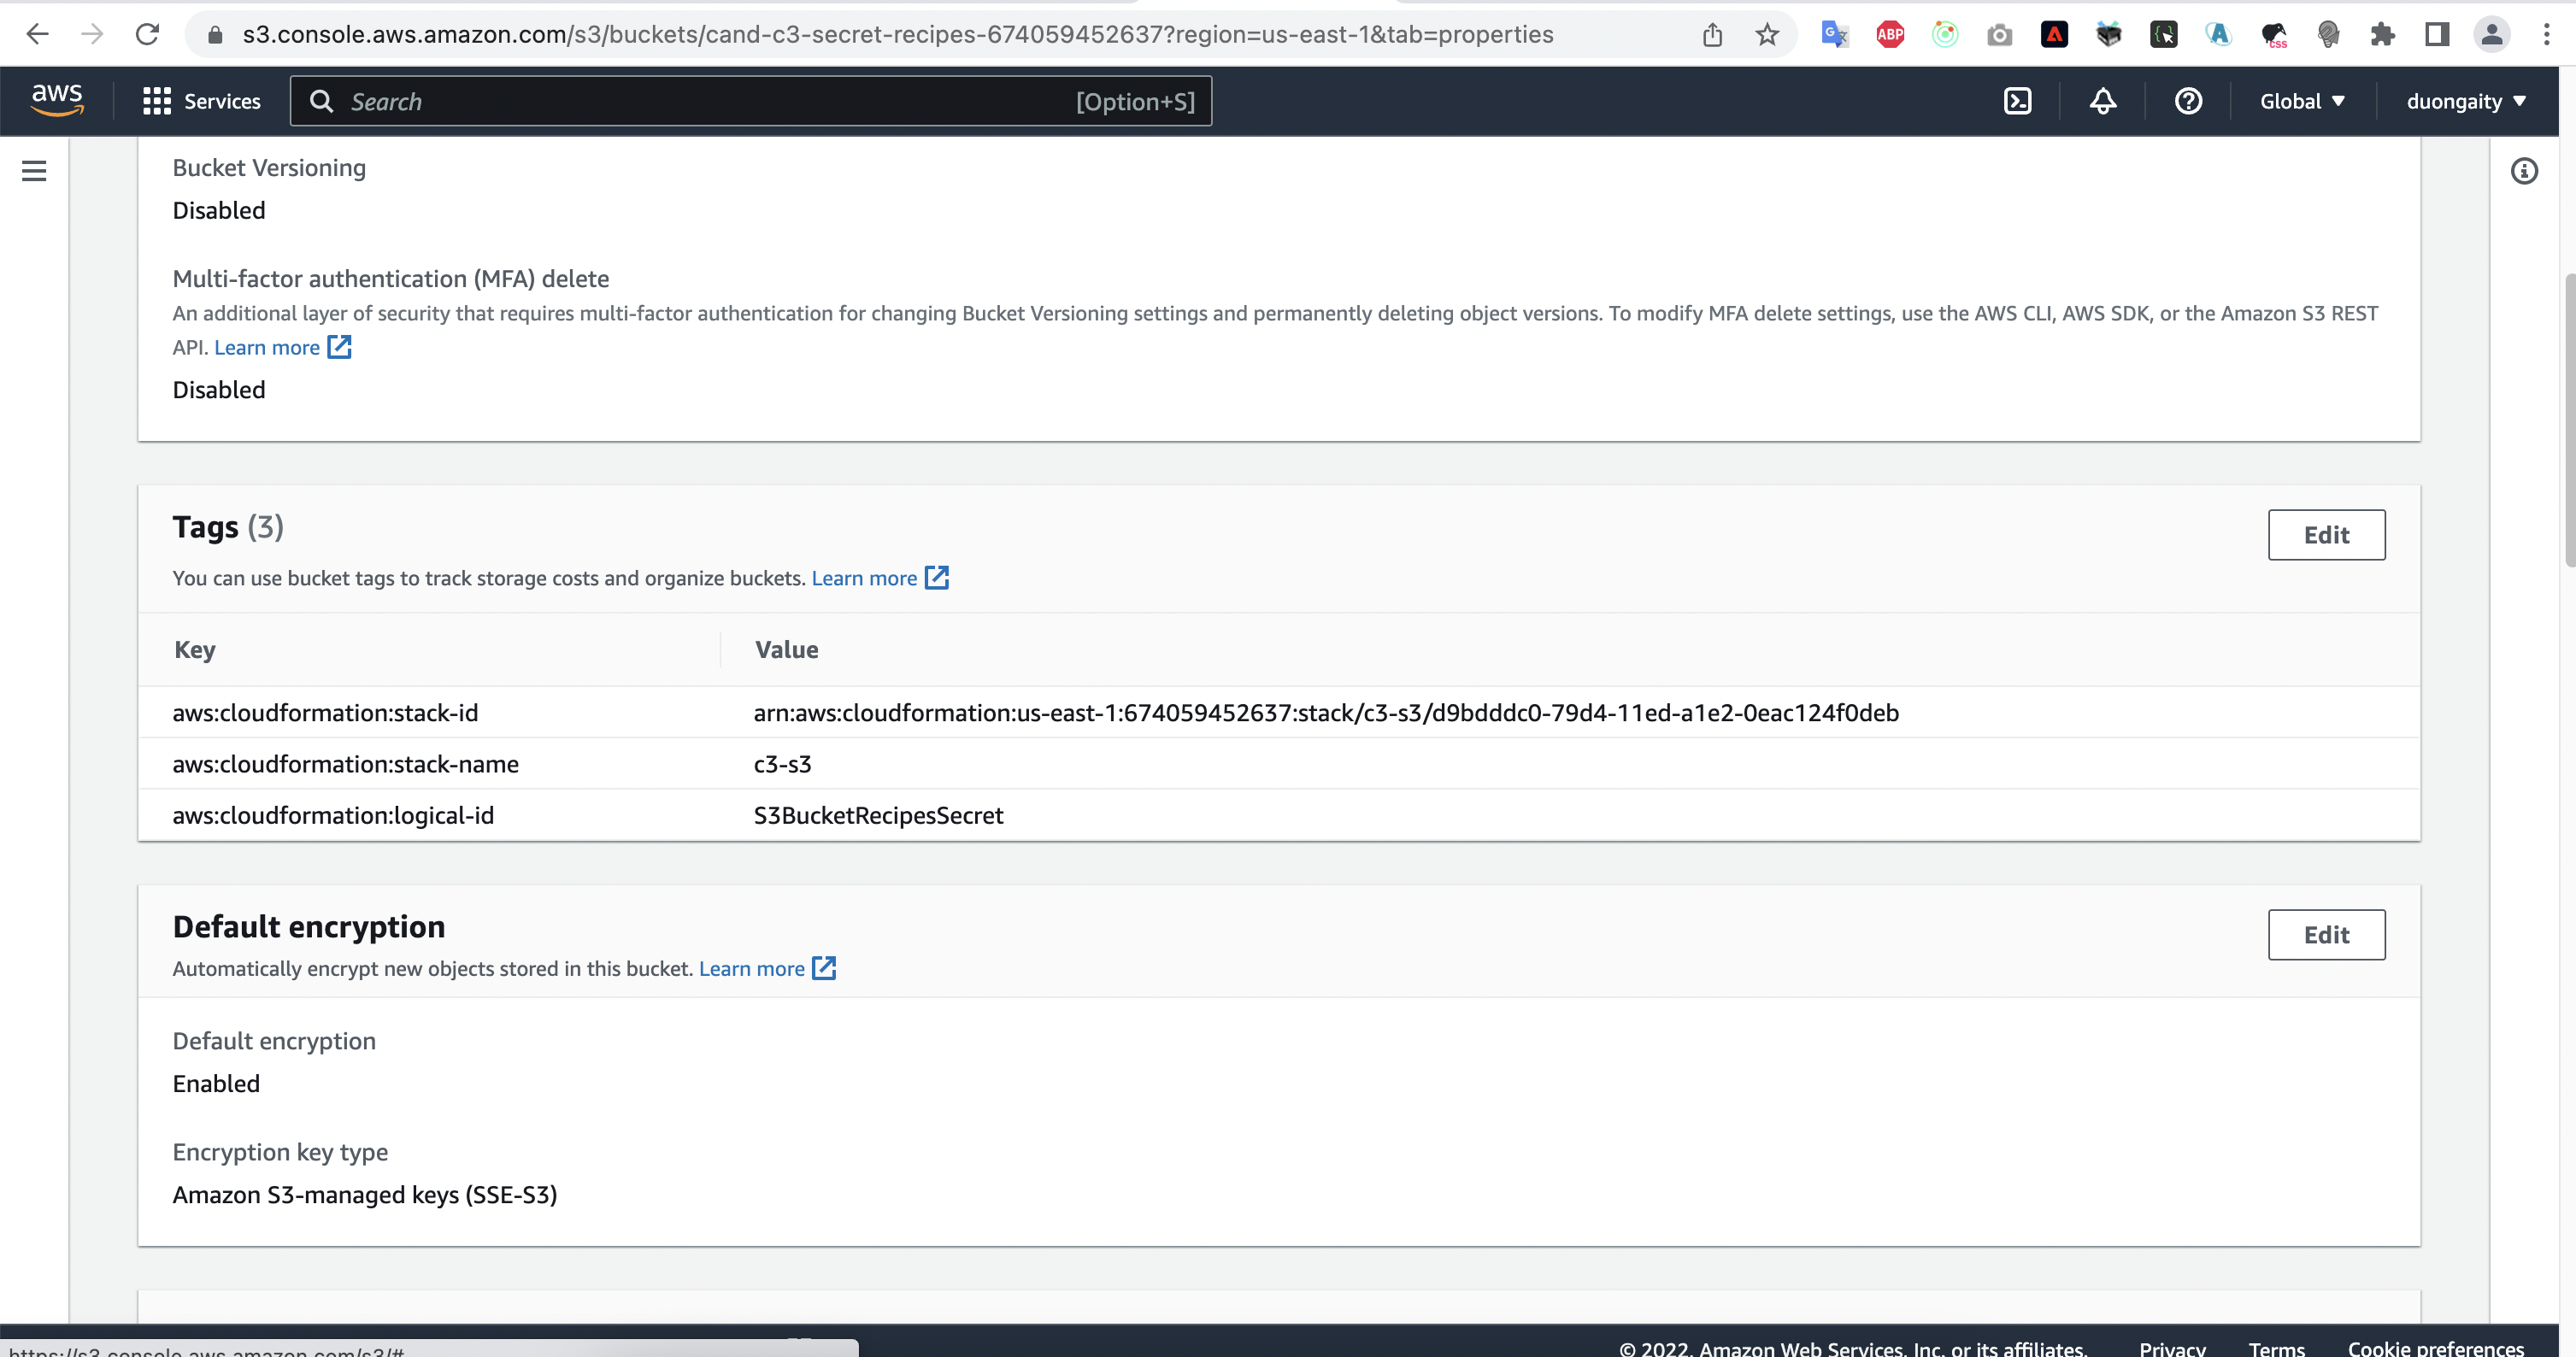 s3.console.aws.amazon.com/s3/buckets/cand-c3-secret-recipes-674059452637?region=us-east-1&tab=properties
ABP
css
aws
Services
Search
[Option+S]
Global
duongaity
Bucket Versioning
Disabled
Multi-factor authentication (MFA) delete
An additional layer of security that requires multi-factor authentication for changing Bucket Versioning settings and permanently deleting object versions. To modify MFA delete settings, use the AWS CLI, AWS SDK, or the Amazon S3 REST
API. Learn more
Disabled
Tags (3)
Edit
You can use bucket tags to track storage costs and organize buckets. Learn more
Key Value
aws:cloudformation:stack-id arn:aws:cloudformation:us-east-1:674059452637:stack/c3-s3/d9bdddc0-79d4-11ed-a1e2-0eac124f0deb
aws:cloudformation:stack-name c3-s3
aws:cloudformation:logical-id S3BucketRecipesSecret
Default encryption
Edit
Automatically encrypt new objects stored in this bucket. Learn more
Default encryption
Enabled
Encryption key type
Amazon S3-managed keys (SSE-S3)
https://s3.console.aws.amazon.com/s3/#
© 2022, Amazon Web Services, Inc. or its affiliates. Privacy Terms Cookie preferences